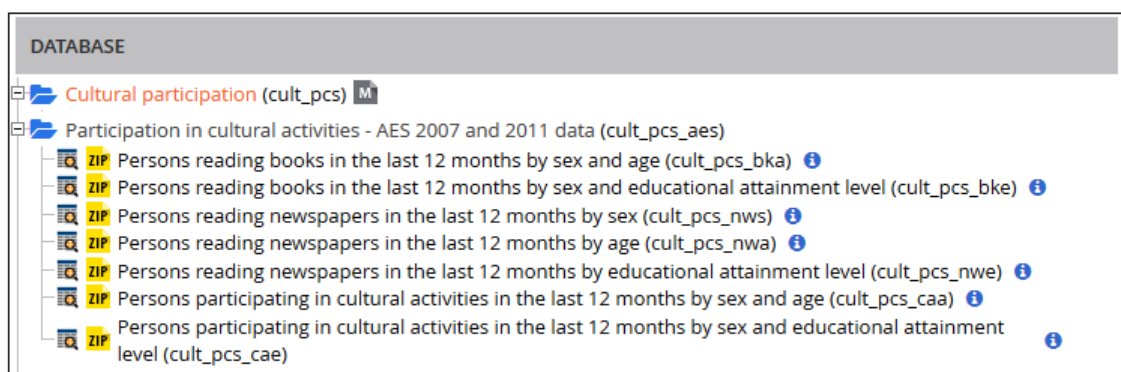 DATABASE
Cultural participation (cult_pcs) M
Participation in cultural activities - AES 2007 and 2011 data (cult_pcs_aes)
ZIP Persons reading books in the last 12 months by sex and age (cult_pcs_bka) i
ZIP Persons reading books in the last 12 months by sex and educational attainment level (cult_pcs_bke) i
ZIP Persons reading newspapers in the last 12 months by sex (cult_pcs_nws) i
ZIP Persons reading newspapers in the last 12 months by age (cult_pcs_nwa) i
ZIP Persons reading newspapers in the last 12 months by educational attainment level (cult_pcs_nwe) i
ZIP Persons participating in cultural activities in the last 12 months by sex and age (cult_pcs_caa) i
ZIP Persons participating in cultural activities in the last 12 months by sex and educational attainment i
level (cult_pcs_cae)